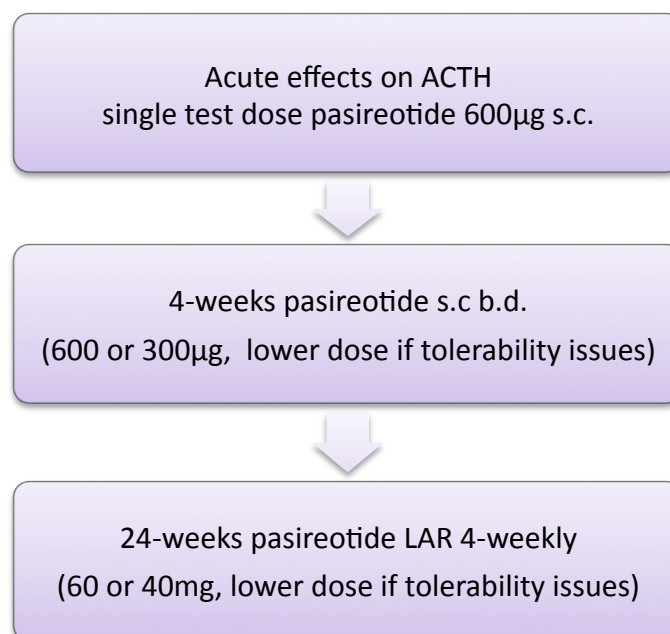 Acute effects on ACTH
single test dose pasireotide 600µg s.c.
4-weeks pasireotide s.c b.d.
(600 or 300µg, lower dose if tolerability issues)
24-weeks pasireotide LAR 4-weekly
(60 or 40mg, lower dose if tolerability issues)